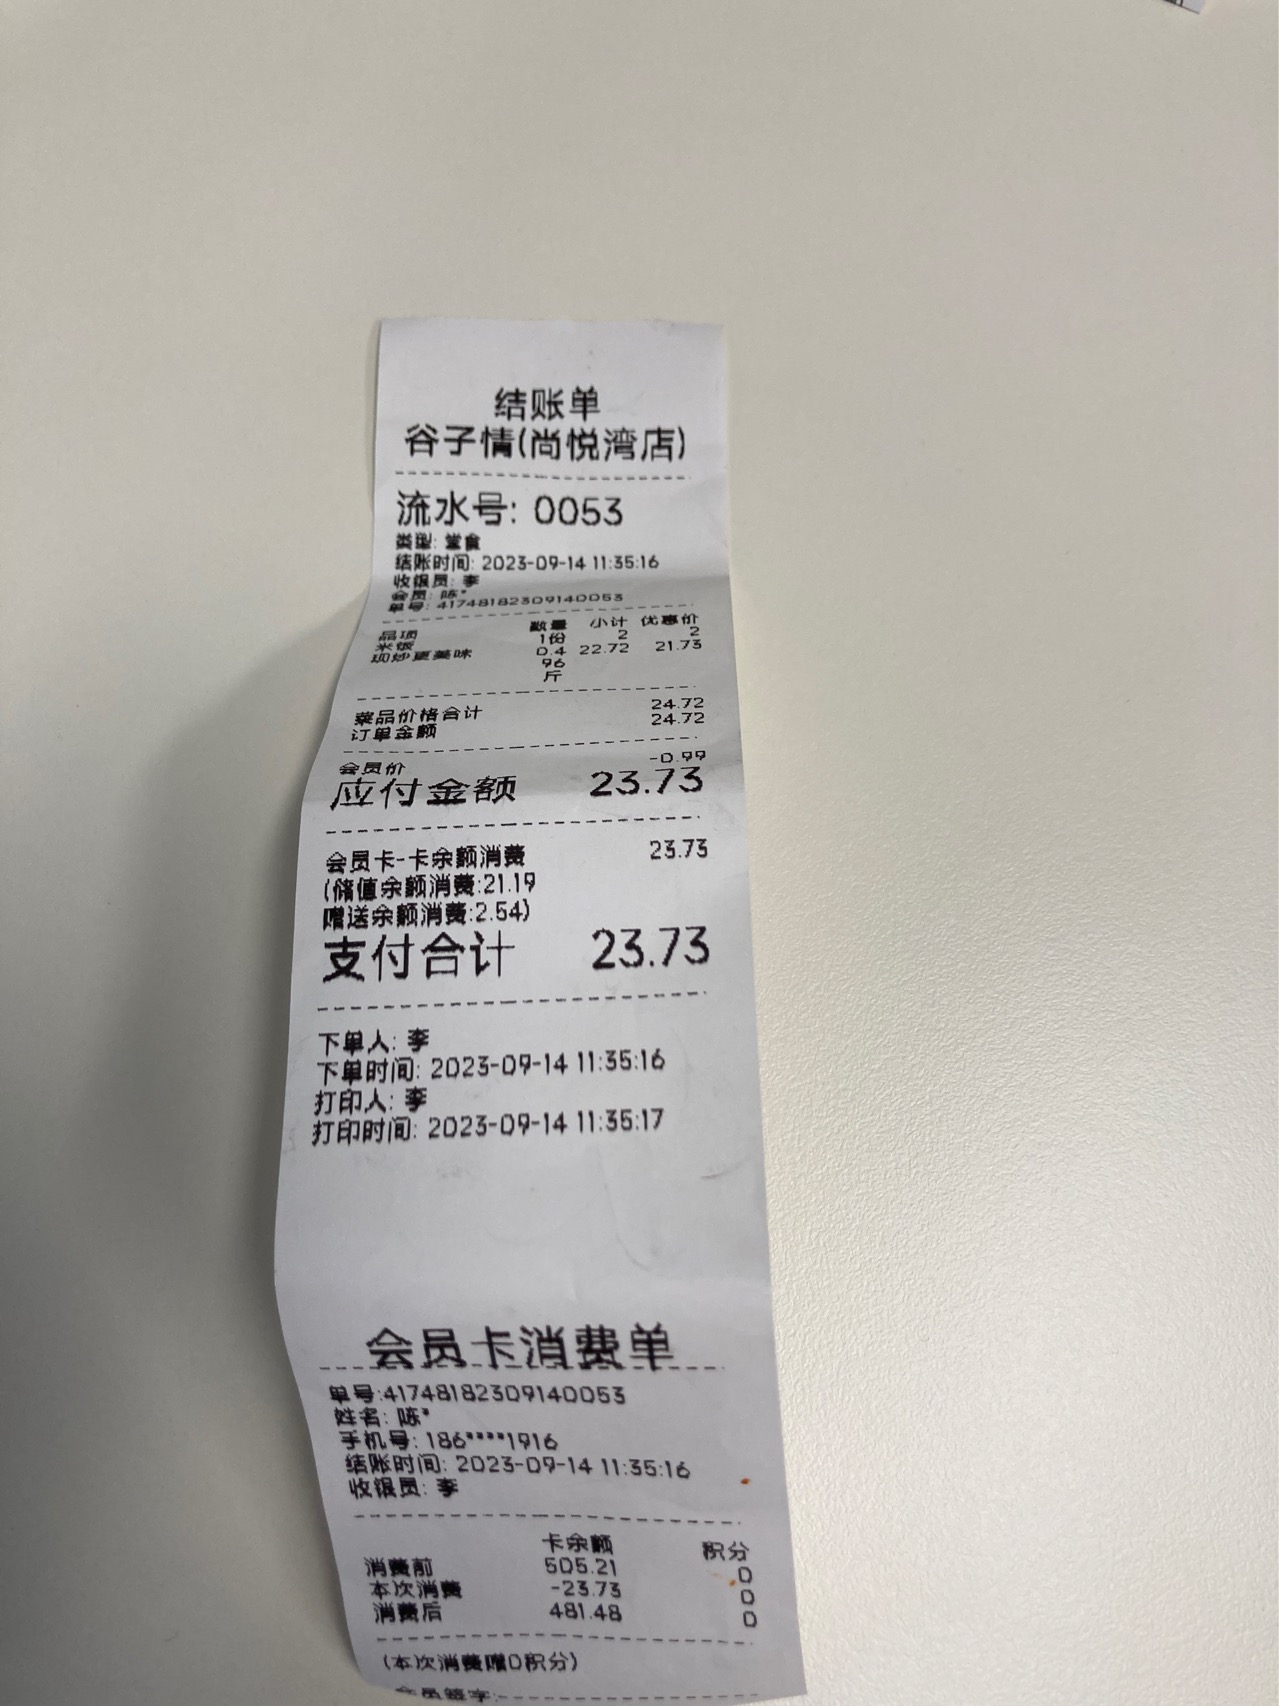 结账单
谷子情(尚悦湾店)
流水号: 0053
类型: 堂食
结账时间: 2023-09-14 11:35:16
收银员: 李
会员: 陈*
单号: 41748182309140053
品项 数量 小计 优惠价
米饭 1份 2 2
现炒更美味 0.4 22.72 21.73
96
斤
菜品价格合计 24.72
订单金额 24.72
会员价 -0.99
应付金额 23.73
会员卡-卡余额消费 23.73
(储值余额消费:21.19
赠送余额消费:2.54)
支付合计 23.73
下单人: 李
下单时间: 2023-09-14 11:35:16
打印人: 李
打印时间: 2023-09-14 11:35:17
会员卡消费单
单号:41748182309140053
姓名: 陈*
手机号: 186****1916
结账时间: 2023-09-14 11:35:16
收银员: 李
卡余额 积分
消费前 505.21 0
本次消费 -23.73 0
消费后 481.48 0
(本次消费赠0积分)
会员签字: